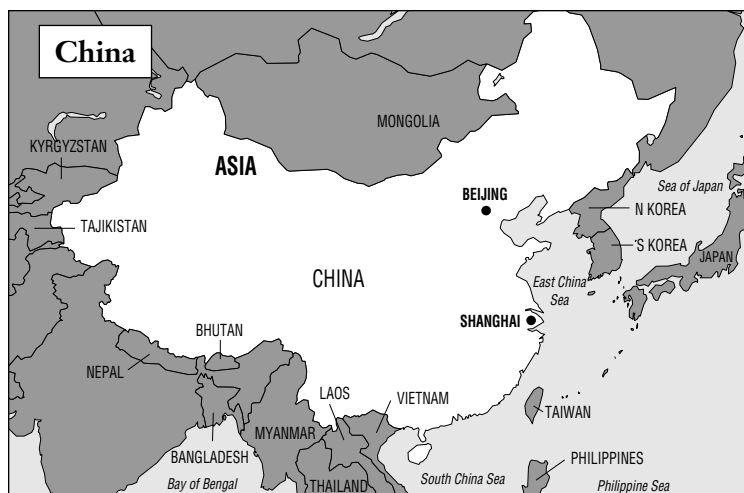 China
MONGOLIA
KYRGYZSTAN
ASIA
BEIJING
Sea of Japan
N KOREA
TAJIKISTAN
S KOREA
JAPAN
CHINA
East China
Sea
SHANGHAI
BHUTAN
NEPAL
LAOS
VIETNAM
TAIWAN
MYANMAR
BANGLADESH
PHILIPPINES
Bay of Bengal
THAILAND
South China Sea
Philippine Sea